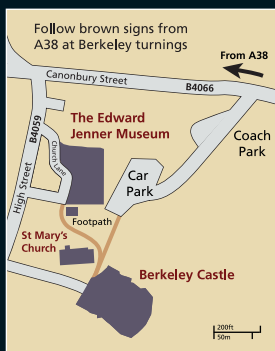 Follow brown signs from
A38 at Berkeley turnings
From A38
Canonbury Street
B4066
B4059
The Edward
Jenner Museum
Church Lane
High Street
Coach
Park
Car
Park
Footpath
St Mary's
Church
Berkeley Castle
200ft
50m